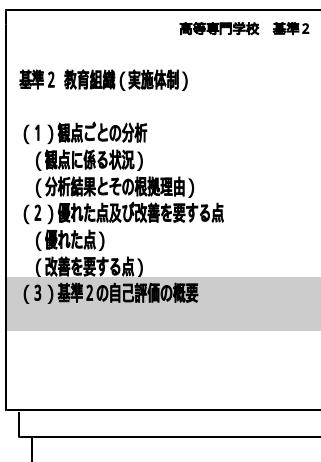 高等専門学校　基準２
基準２ 教育組織（実施体制）
（１）観点ごとの分析
（観点に係る状況）
（分析結果とその根拠理由）
（２）優れた点及び改善を要する点
（優れた点）
（改善を要する点）
（３）基準２の自己評価の概要